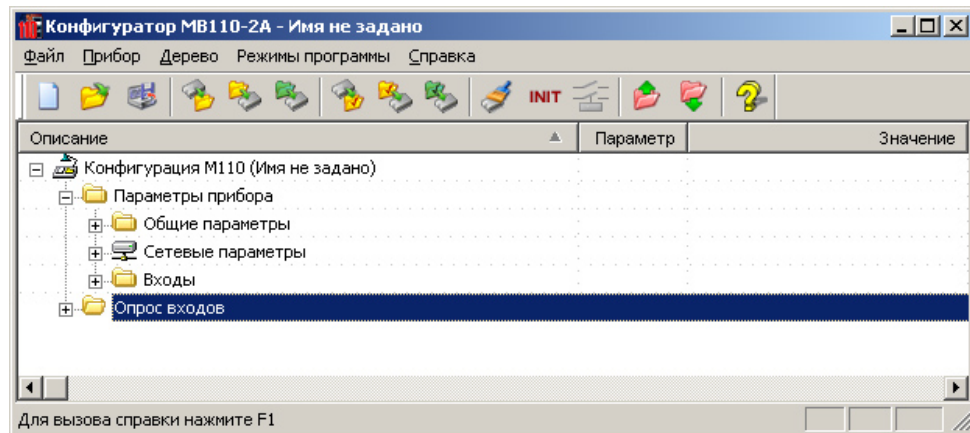 Конфигуратор МВ110-2А - Имя не задано
Файл Прибор Дерево Режимы программы Справка
INIT
Описание Параметр Значение
Конфигурация М110 (Имя не задано)
Параметры прибора
Общие параметры
Сетевые параметры
Входы
Опрос входов
Для вызова справки нажмите F1